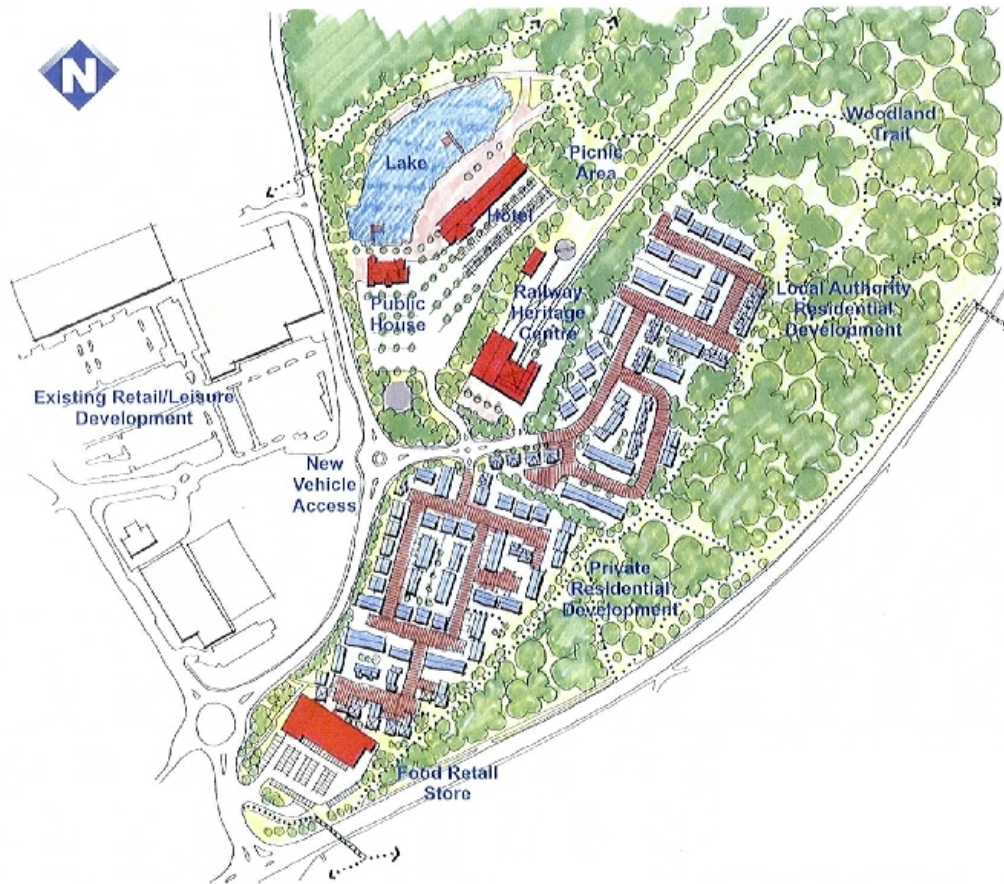 N
Woodland
Trail
Lake
Picnic
Area
Hotel
Public
House
Railway
Heritage
Centre
Local Authority
Residential
Development
Existing Retail/Leisure
Development
New
Vehicle
Access
Private
Residential
Development
Food Retail
Store